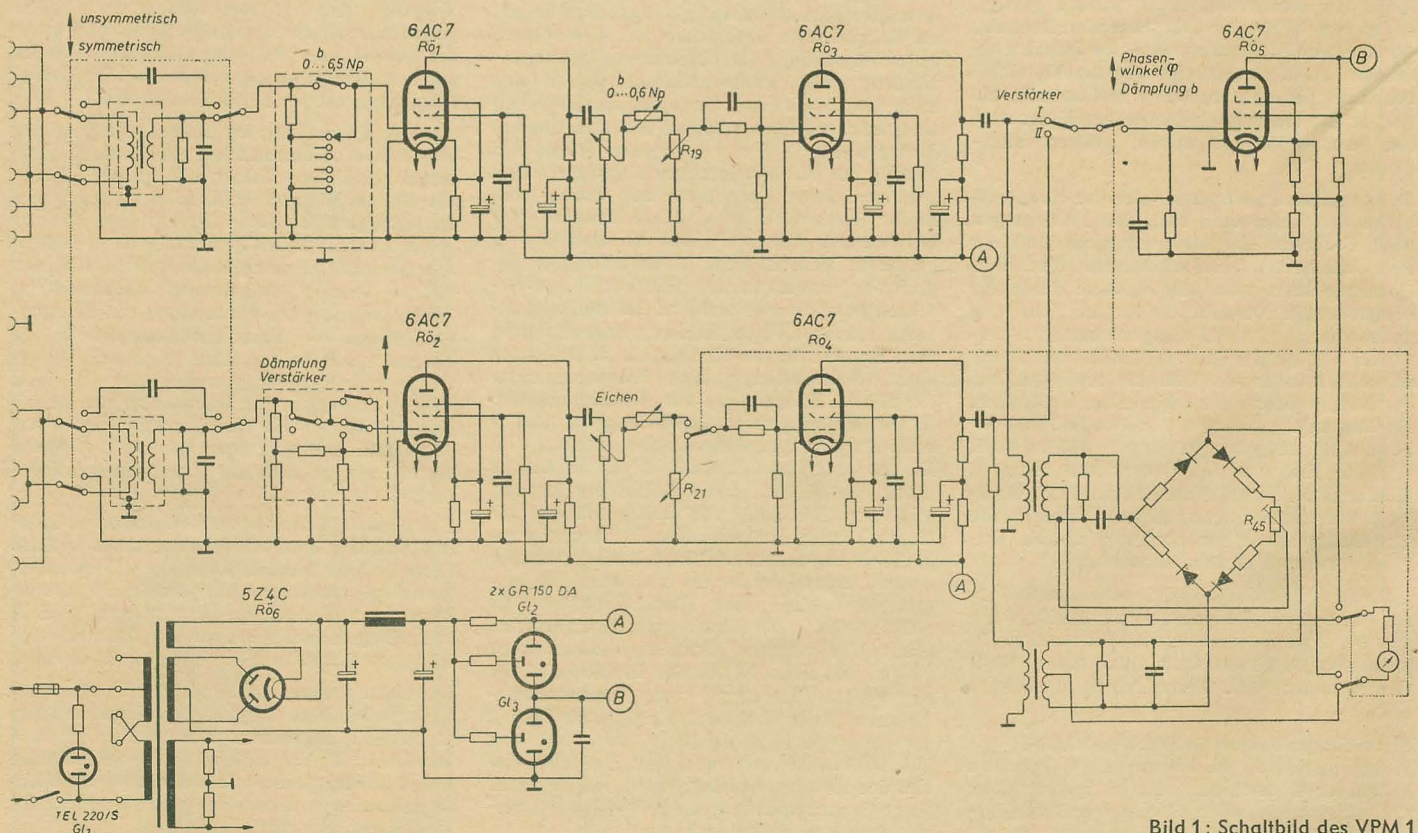 unsymmetrisch
symmetrisch
b
0...6,5 Np
6AC7
Rö1
b
0...0,6 Np
R19
6AC7
Rö3
Verstärker
I
II
Phasen-
winkel φ
Dämpfung b
6AC7
Rö5
B
A
Dämpfung
Verstärker
6AC7
Rö2
Eichen
R21
6AC7
Rö4
A
R45
5Z4C
Rö6
2x GR 150 DA
Gl2
A
Gl3
B
TEL 220/S
Gl1
Bild 1: Schaltbild des VPM 1